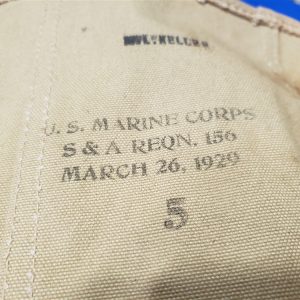 U. S. MARINE CORPS
S & A REQN. 156
MARCH 26, 1929
5